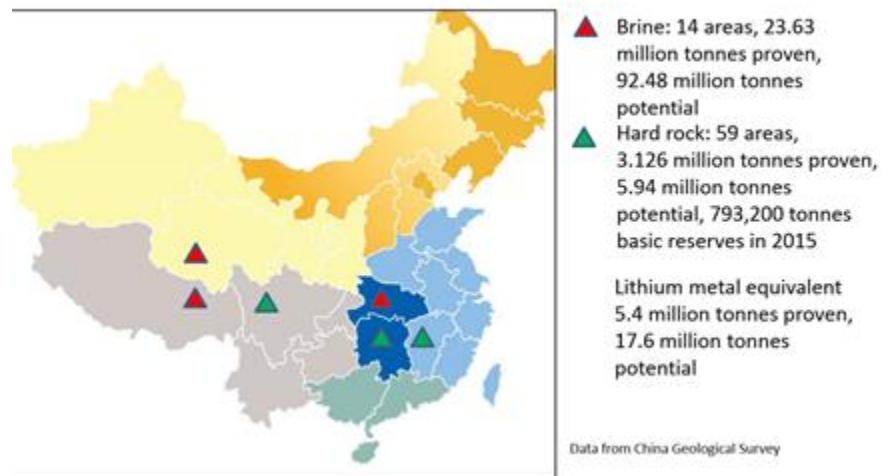 Brine: 14 areas, 23.63
million tonnes proven,
92.48 million tonnes
potential
Hard rock: 59 areas,
3.126 million tonnes proven,
5.94 million tonnes
potential, 793,200 tonnes
basic reserves in 2015
Lithium metal equivalent
5.4 million tonnes proven,
17.6 million tonnes
potential
Data from China Geological Survey